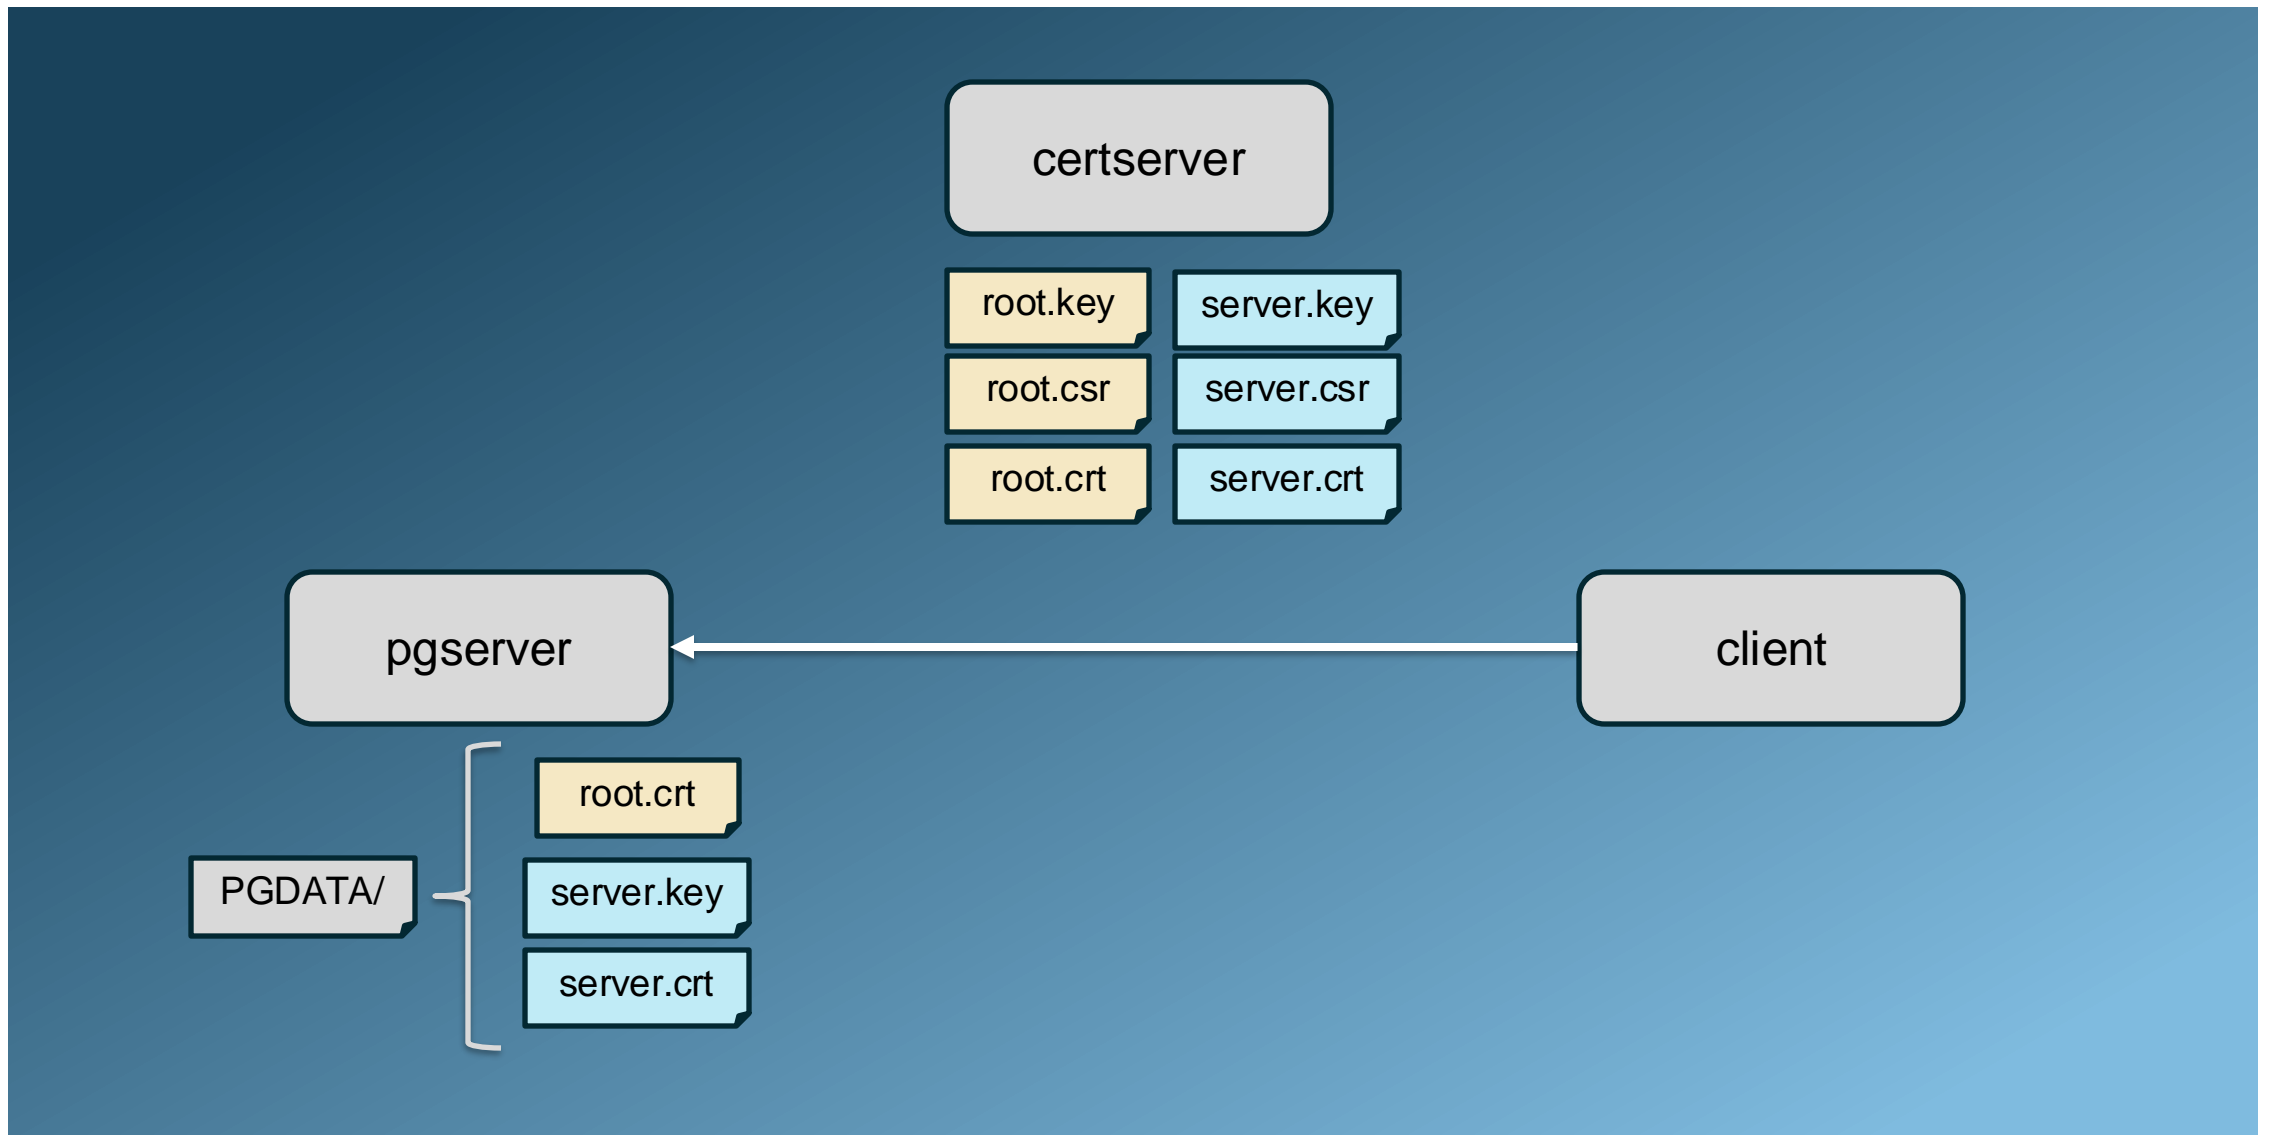 certserver
root.key
server.key
root.csr
server.csr
root.crt
server.crt
pgserver
client
root.crt
PGDATA/
server.key
server.crt